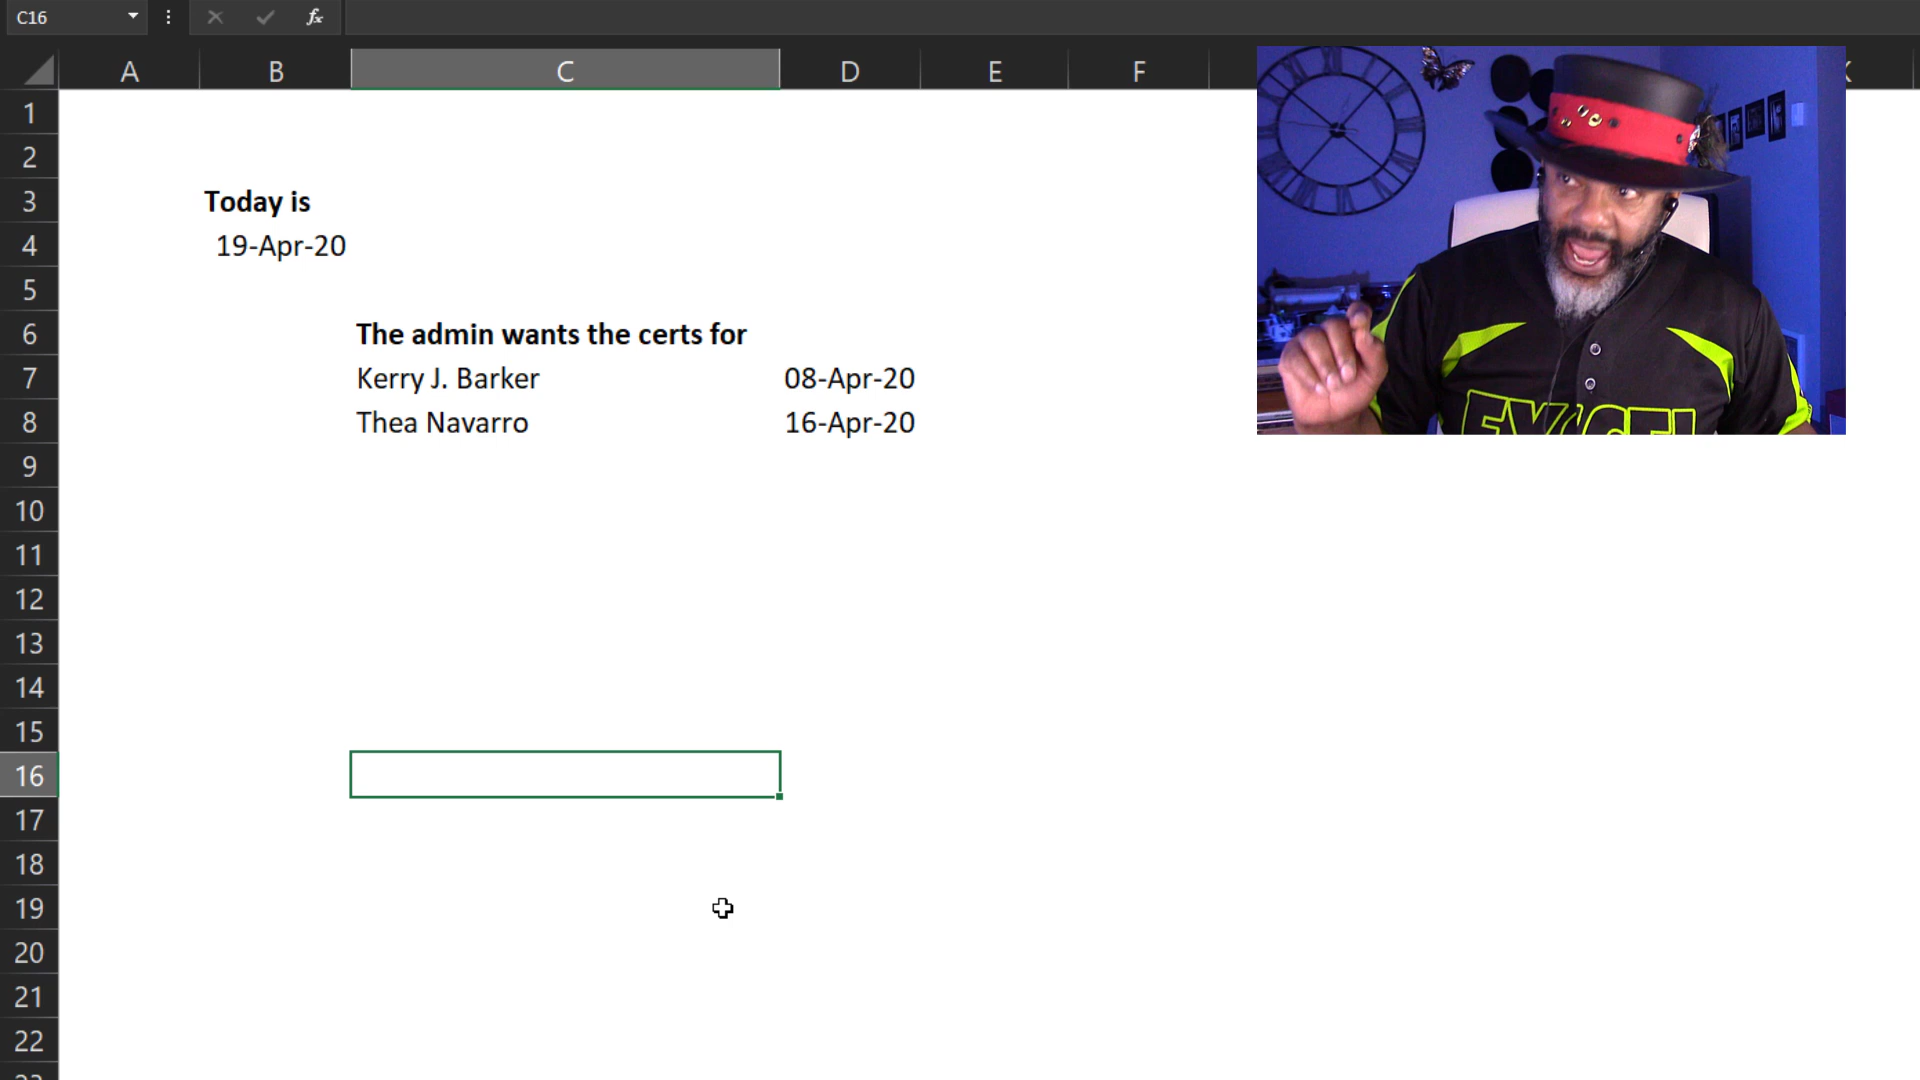 C16
fx
A B C D E F K
1
2
3 Today is
4 19-Apr-20
5
6 The admin wants the certs for
7 Kerry J. Barker 08-Apr-20
8 Thea Navarro 16-Apr-20
9
10
11
12
13
14
15
16
17
18
19
20
21
22
23